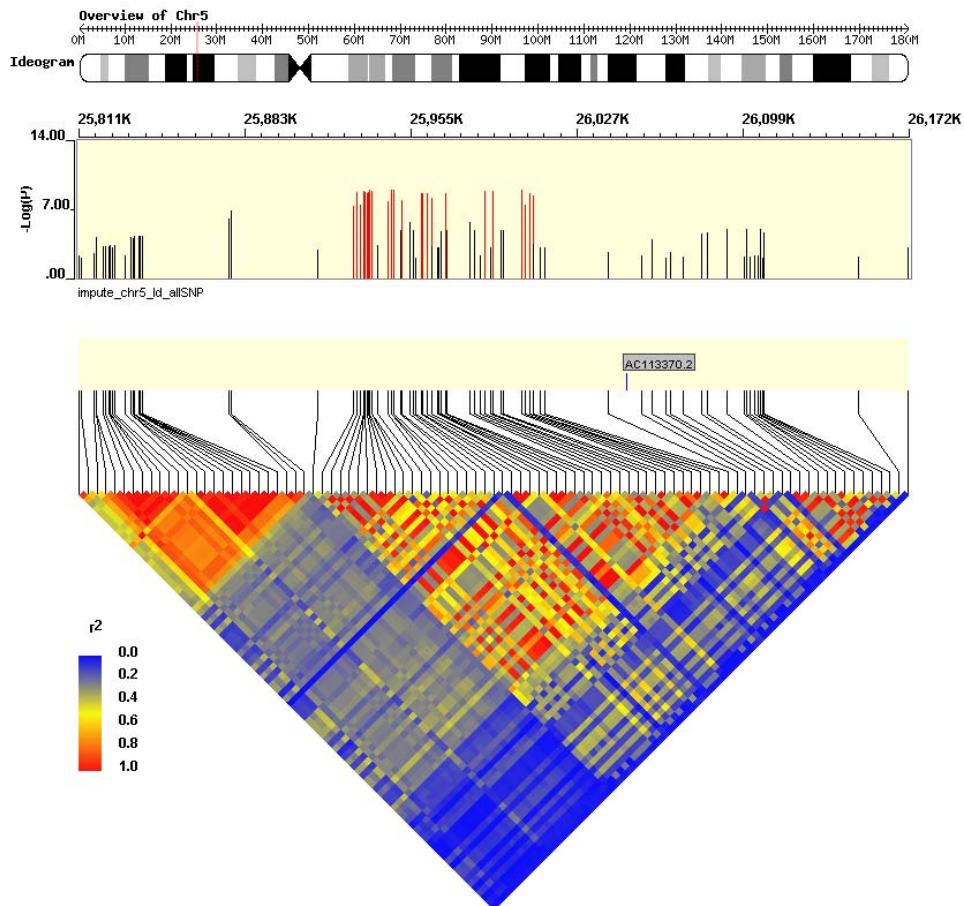 Overview of Chr5
0M 10M 20M 30M 40M 50M 60M 70M 80M 90M 100M 110M 120M 130M 140M 150M 160M 170M 180M
Ideogram
25,811K 25,883K 25,955K 26,027K 26,099K 26,172K
14.00
7.00
.00
-Log(P)
impute_chr5_ld_allSNP
AC113370.2
r2
0.0
0.2
0.4
0.6
0.8
1.0